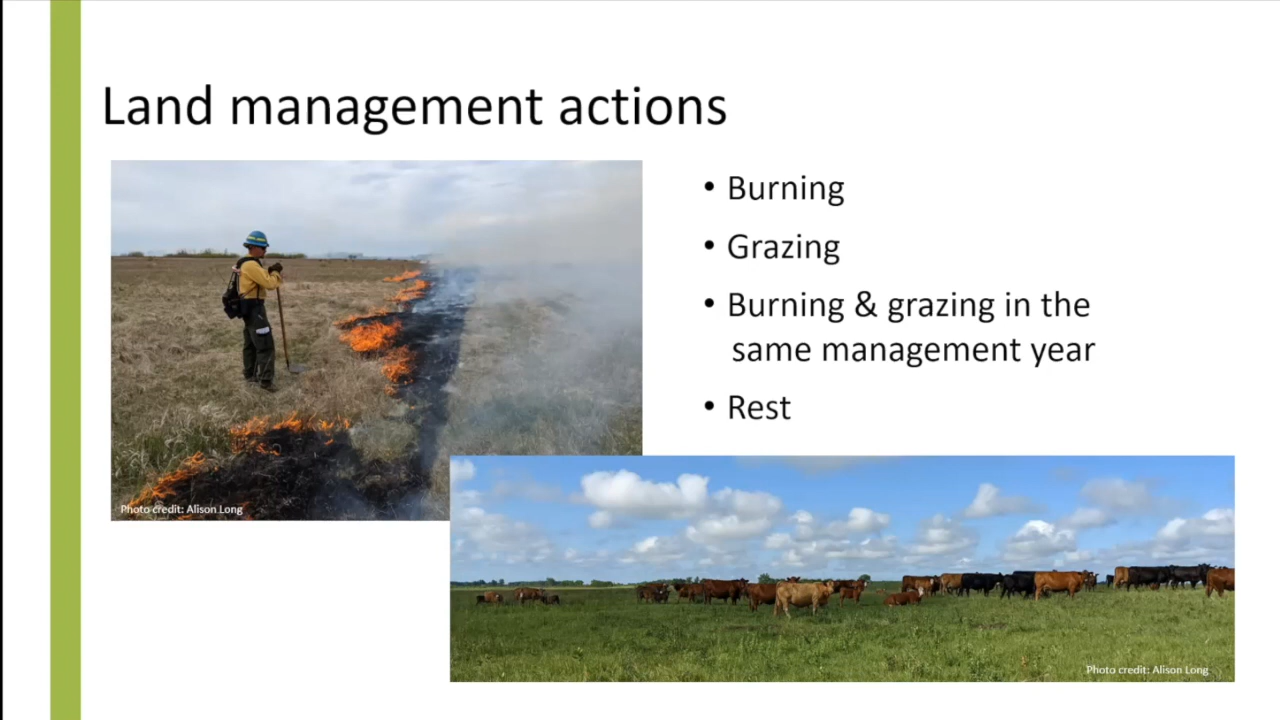 Land management actions
• Burning
• Grazing
• Burning & grazing in the
same management year
• Rest
Photo credit: Alison Long
Photo credit: Alison Long